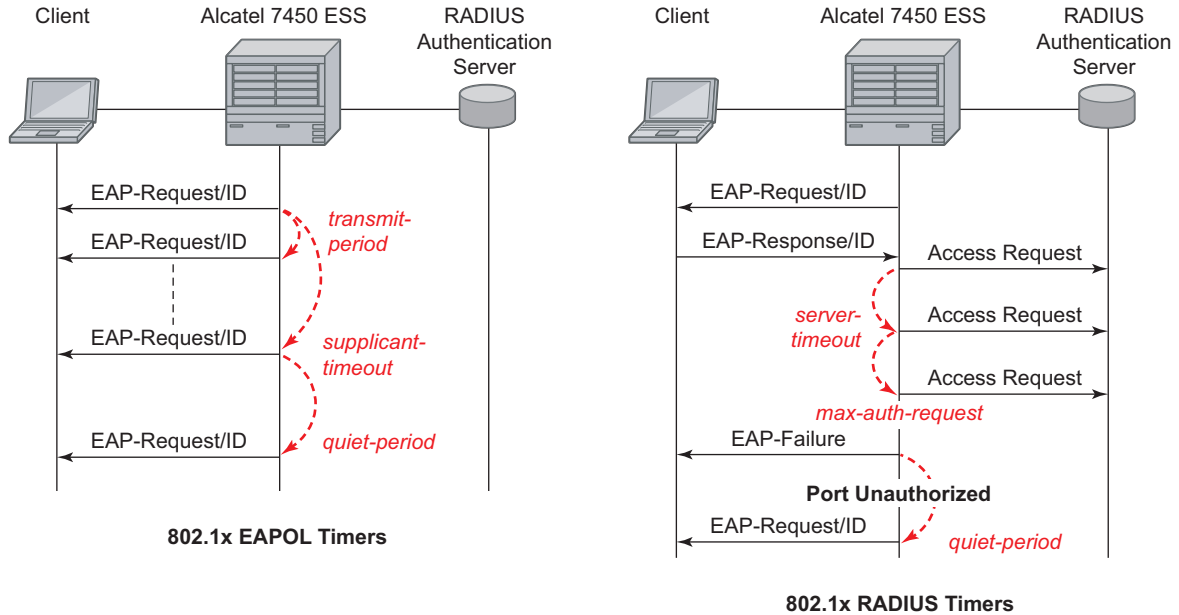 Client
Alcatel 7450 ESS
RADIUS
Authentication
Server
EAP-Request/ID
transmit-
period
EAP-Request/ID
EAP-Request/ID
supplicant-
timeout
EAP-Request/ID
quiet-period
802.1x EAPOL Timers
Client
Alcatel 7450 ESS
RADIUS
Authentication
Server
EAP-Request/ID
EAP-Response/ID
Access Request
server-
timeout
Access Request
Access Request
max-auth-request
EAP-Failure
Port Unauthorized
EAP-Request/ID
quiet-period
802.1x RADIUS Timers